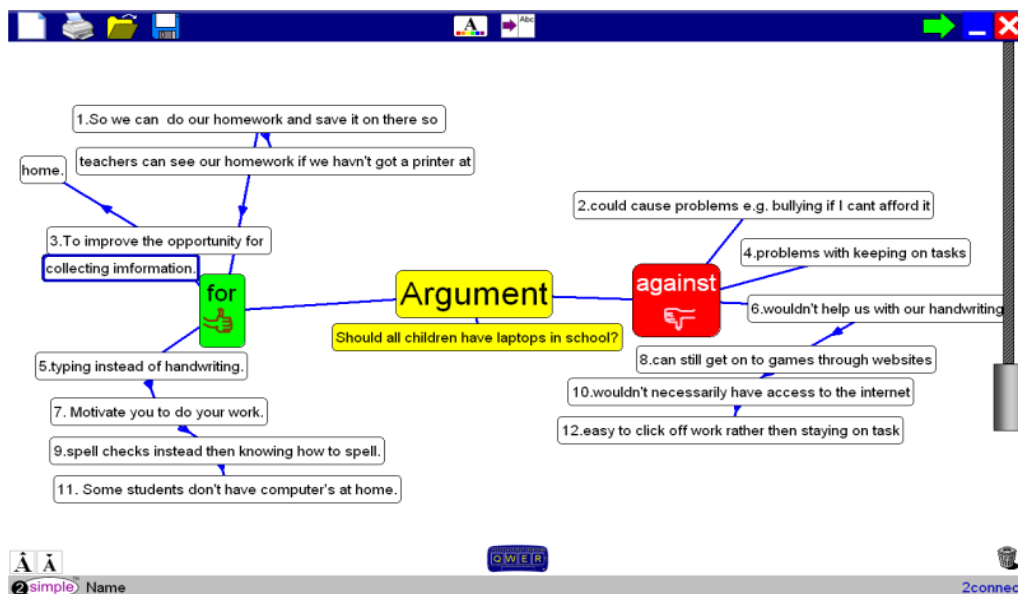 A Abc
1.So we can do our homework and save it on there so
teachers can see our homework if we havn't got a printer at
home.
3.To improve the opportunity for
collecting imformation.
for
5.typing instead of handwriting.
7. Motivate you to do your work.
9.spell checks instead then knowing how to spell.
11. Some students don't have computer's at home.
Argument
Should all children have laptops in school?
against
2.could cause problems e.g. bullying if I cant afford it
4.problems with keeping on tasks
6.wouldn't help us with our handwriting
8.can still get on to games through websites
10.wouldn't necessarily have access to the internet
12.easy to click off work rather then staying on task
A A
QWER
2simple Name
2connec